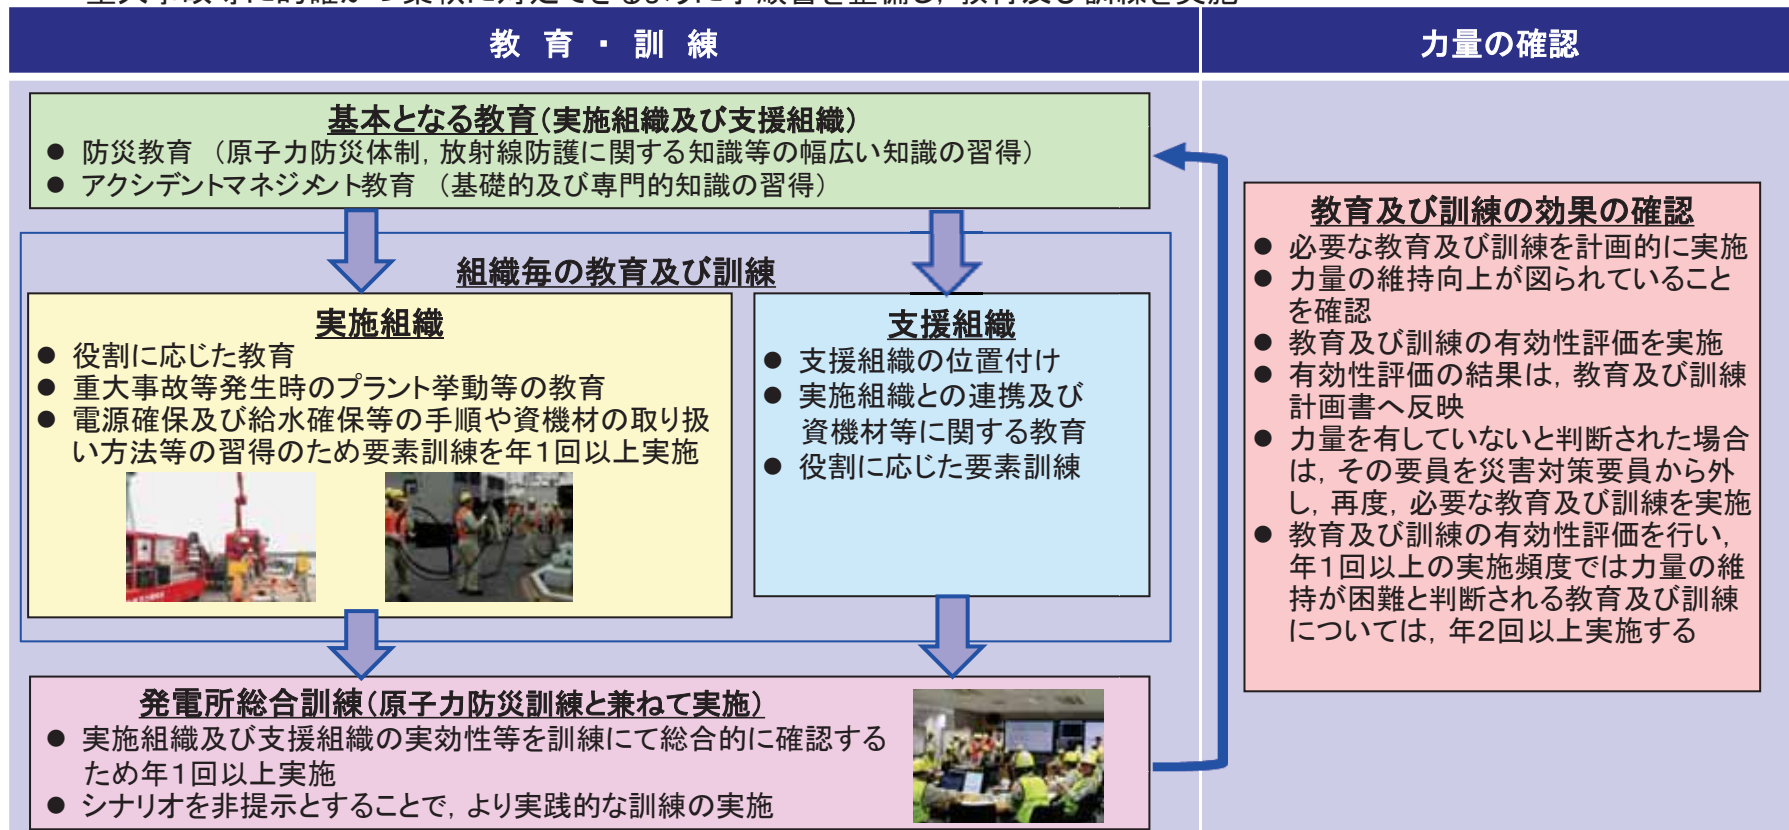 教 育 ・ 訓 練
力量の確認
基本となる教育（実施組織及び支援組織）
● 防災教育 （原子力防災体制，放射線防護に関する知識等の幅広い知識の習得）
● アクシデントマネジメント教育 （基礎的及び専門的知識の習得）
組織毎の教育及び訓練
実施組織
● 役割に応じた教育
● 重大事故等発生時のプラント挙動等の教育
● 電源確保及び給水確保等の手順や資機材の取り扱
い方法等の習得のため要素訓練を年１回以上実施
支援組織
● 支援組織の位置付け
● 実施組織との連携及び
資機材等に関する教育
● 役割に応じた要素訓練
発電所総合訓練（原子力防災訓練と兼ねて実施）
● 実施組織及び支援組織の実効性等を訓練にて総合的に確認する
ため年１回以上実施
● シナリオを非提示とすることで，より実践的な訓練の実施
教育及び訓練の効果の確認
● 必要な教育及び訓練を計画的に実施
● 力量の維持向上が図られていること
を確認
● 教育及び訓練の有効性評価を実施
● 有効性評価の結果は，教育及び訓練
計画書へ反映
● 力量を有していないと判断された場合
は，その要員を災害対策要員から外
し，再度，必要な教育及び訓練を実施
● 教育及び訓練の有効性評価を行い，
年１回以上の実施頻度では力量の維
持が困難と判断される教育及び訓練
については，年２回以上実施する